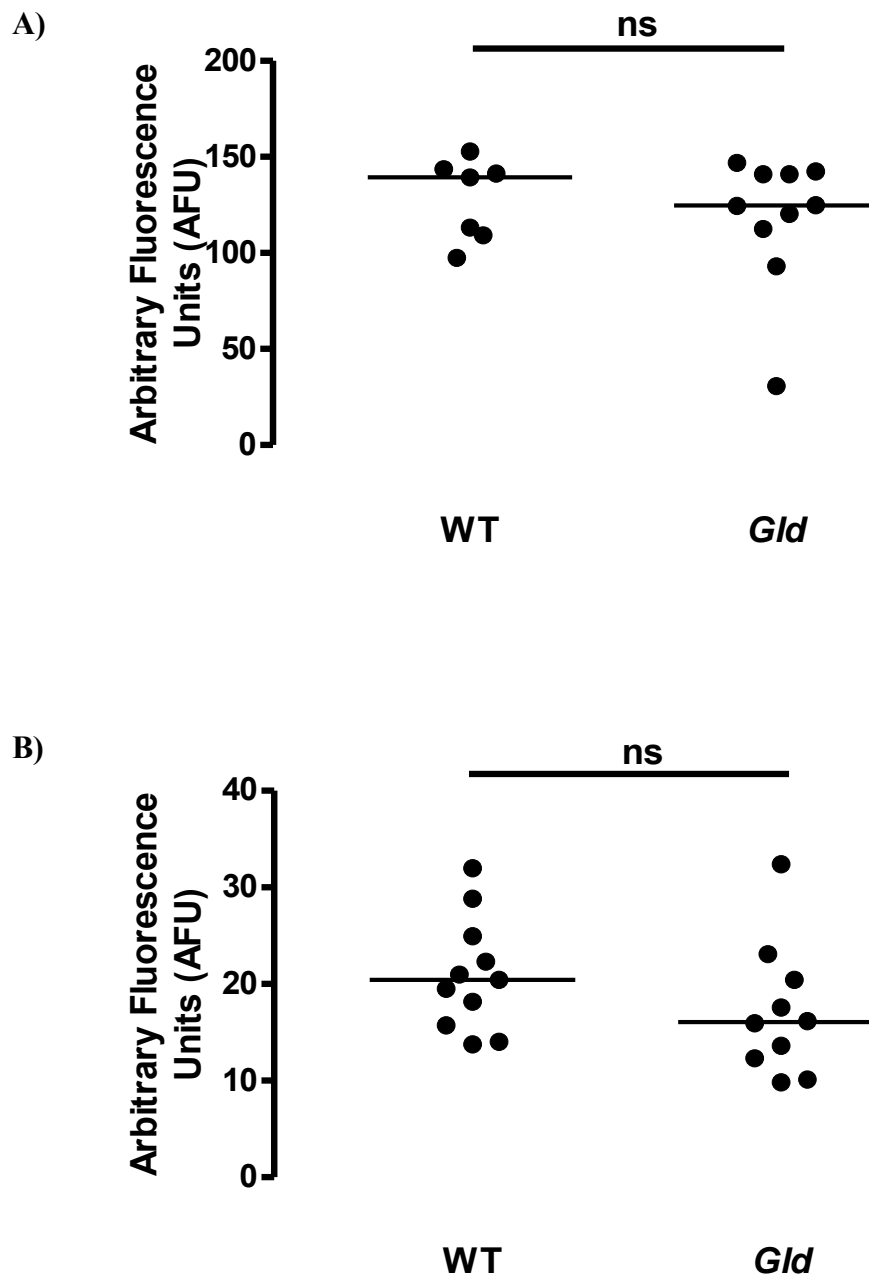 A)
ns
Arbitrary Fluorescence
Units (AFU)
200
150
100
50
0
WT
Gld
B)
ns
Arbitrary Fluorescence
Units (AFU)
40
30
20
10
0
WT
Gld